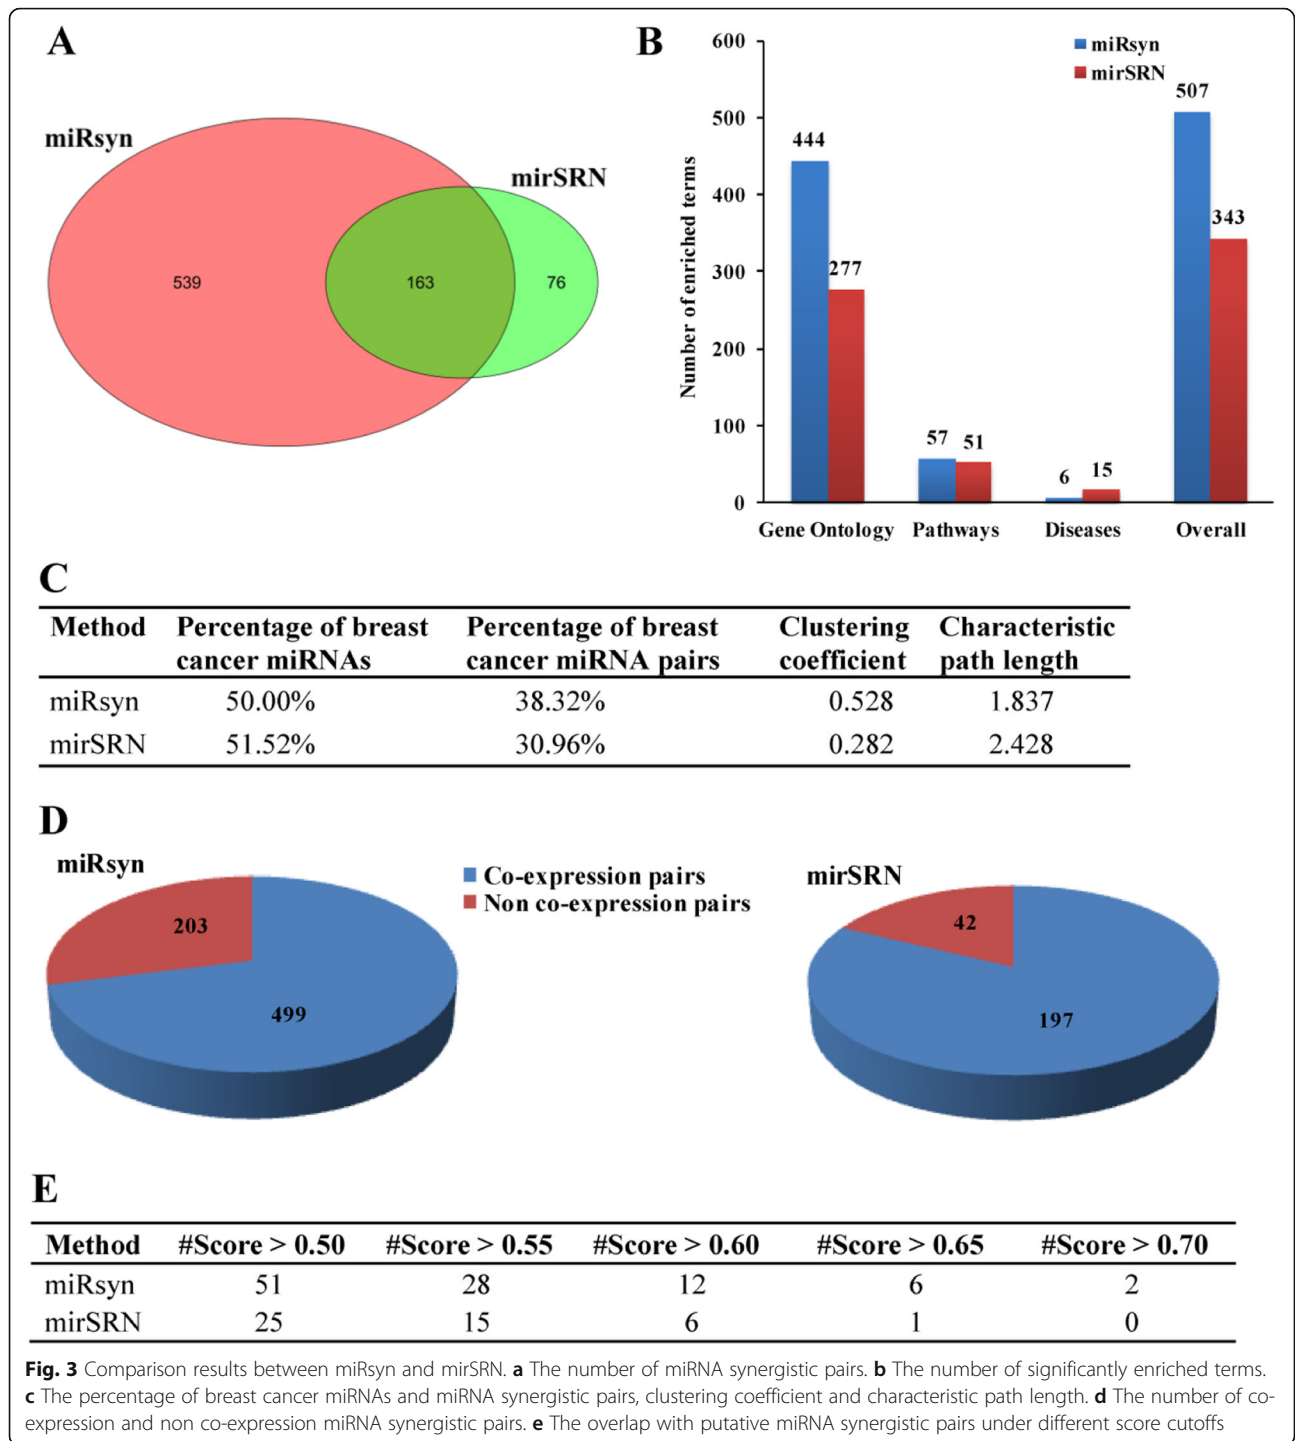 A
miRsyn
mirSRN
539
163
76
B
600
500
400
300
200
100
0
Number of enriched terms
miRsyn
mirSRN
444
277
57
51
6
15
507
343
Gene Ontology
Pathways
Diseases
Overall
C
Method Percentage of breast cancer miRNAs Percentage of breast cancer miRNA pairs Clustering coefficient Characteristic path length
miRsyn 50.00% 38.32% 0.528 1.837
mirSRN 51.52% 30.96% 0.282 2.428
D
miRsyn
203
499
Co-expression pairs
Non co-expression pairs
mirSRN
42
197
E
Method #Score > 0.50 #Score > 0.55 #Score > 0.60 #Score > 0.65 #Score > 0.70
miRsyn 51 28 12 6 2
mirSRN 25 15 6 1 0
Fig. 3 Comparison results between miRsyn and mirSRN. a The number of miRNA synergistic pairs. b The number of significantly enriched terms.
c The percentage of breast cancer miRNAs and miRNA synergistic pairs, clustering coefficient and characteristic path length. d The number of co-
expression and non co-expression miRNA synergistic pairs. e The overlap with putative miRNA synergistic pairs under different score cutoffs